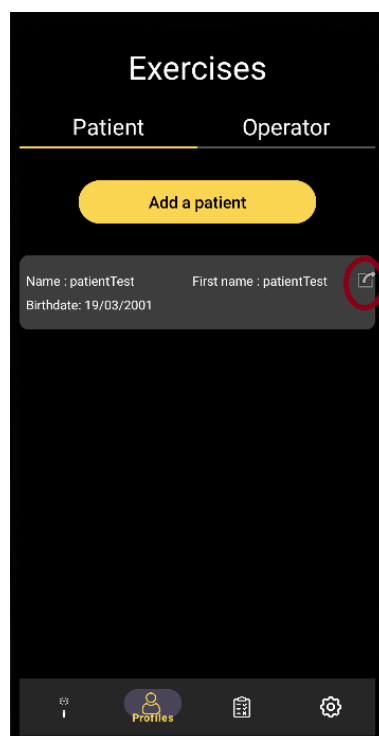 Exercises
Patient Operator
Add a patient
Name : patientTest First name : patientTest
Birthdate: 19/03/2001
Profiles